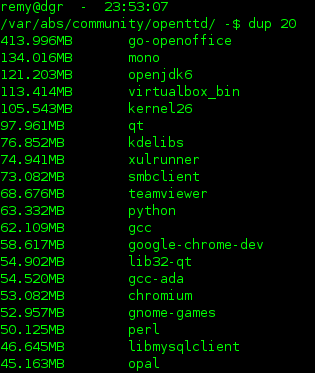 remy@dgr  -  23:53:07
/var/abs/community/openttd/ -$ dup 20
413.996MB go-openoffice
134.016MB mono
121.203MB openjdk6
113.414MB virtualbox_bin
105.543MB kernel26
97.961MB qt
76.852MB kdelibs
74.941MB xulrunner
73.082MB smbclient
68.676MB teamviewer
63.332MB python
62.109MB gcc
58.617MB google-chrome-dev
54.902MB lib32-qt
54.520MB gcc-ada
53.082MB chromium
52.957MB gnome-games
50.125MB perl
46.645MB libmysqlclient
45.163MB opal